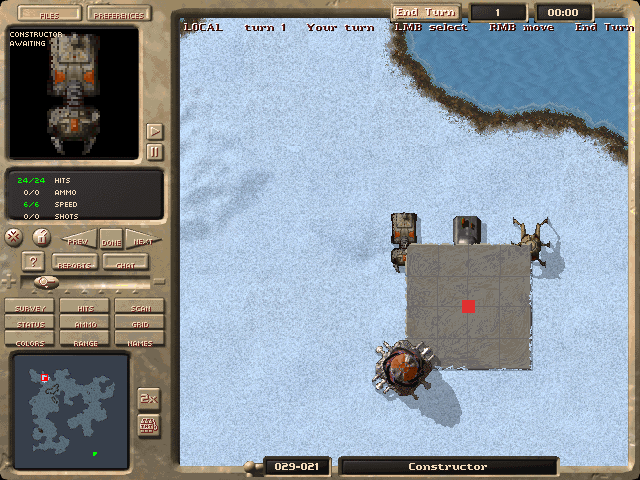 FILES PREFERENCES End Turn 1 00:00
LOCAL turn 1 Your turn LMB select RMB move End Turn
CONSTRUCTOR
AWAITING
24/24 HITS
0/0 AMMO
6/6 SPEED
0/0 SHOTS
PREV DONE NEXT
? REPORTS CHAT
SURVEY HITS SCAN
STATUS AMMO GRID
COLORS RANGE NAMES
2x
029-021 Constructor